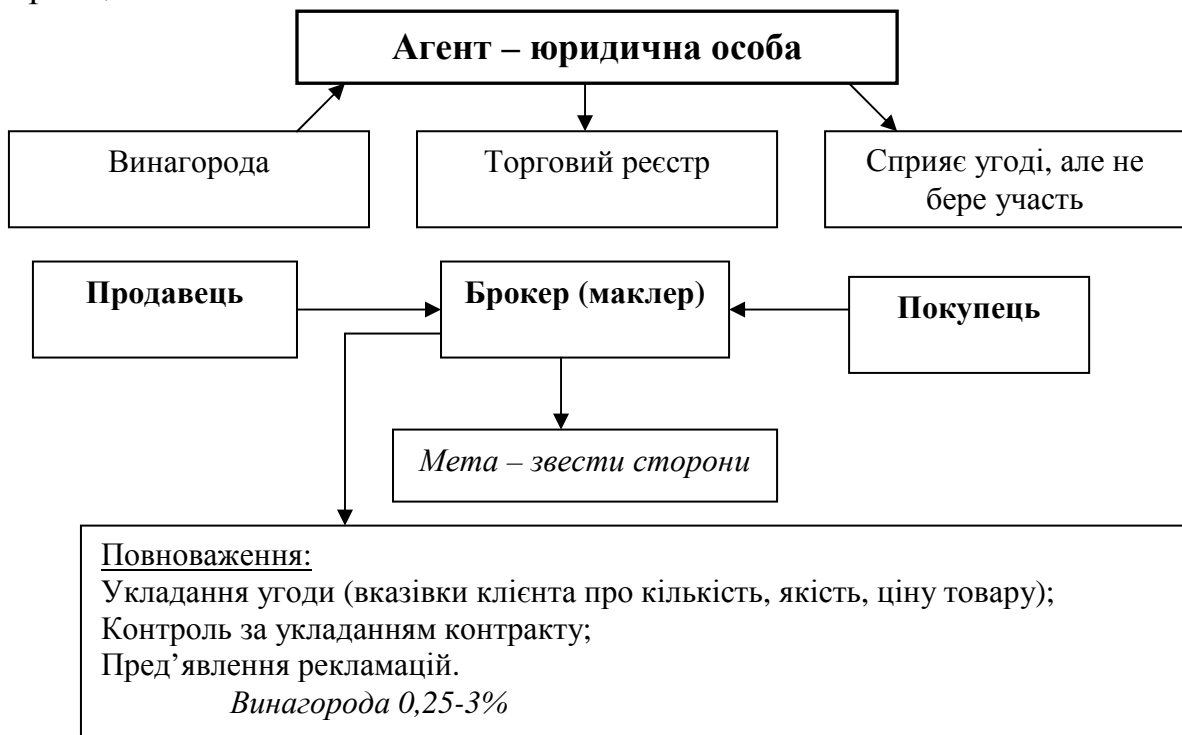 Агент – юридична особа
Винагорода
Торговий реєстр
Сприяє угоді, але не
бере участь
Продавець
Брокер (маклер)
Покупець
Мета – звести сторони
Повноваження:
Укладання угоди (вказівки клієнта про кількість, якість, ціну товару);
Контроль за укладанням контракту;
Пред’явлення рекламацій.
Винагорода 0,25-3%